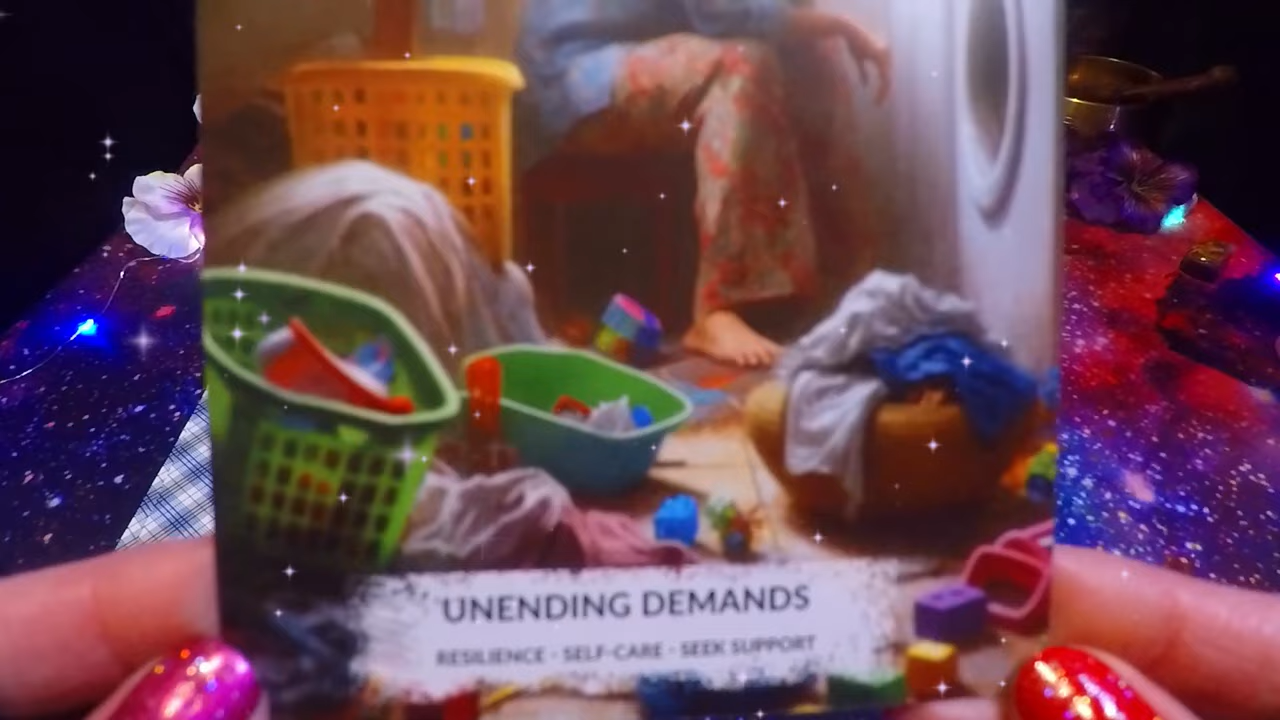 UNENDING DEMANDS
RESILIENCE · SELF-CARE · SEEK SUPPORT